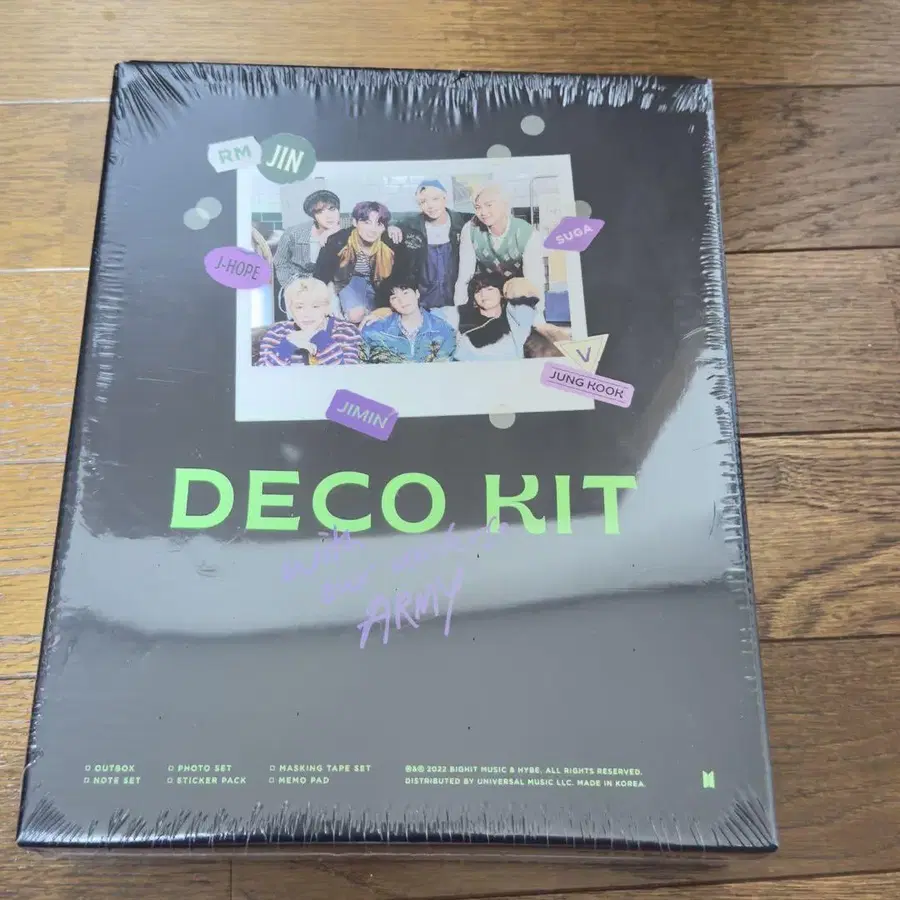 RM
JIN
SUGA
J-HOPE
V
JUNG KOOK
JIMIN
DECO KIT
with
ARMY
OUTBOX
NOTE SET
PHOTO SET
STICKER PACK
MASKING TAPE SET
MEMO PAD
℗&© 2022 BIGHIT MUSIC & HYBE. ALL RIGHTS RESERVED.
DISTRIBUTED BY UNIVERSAL MUSIC LLC. MADE IN KOREA.